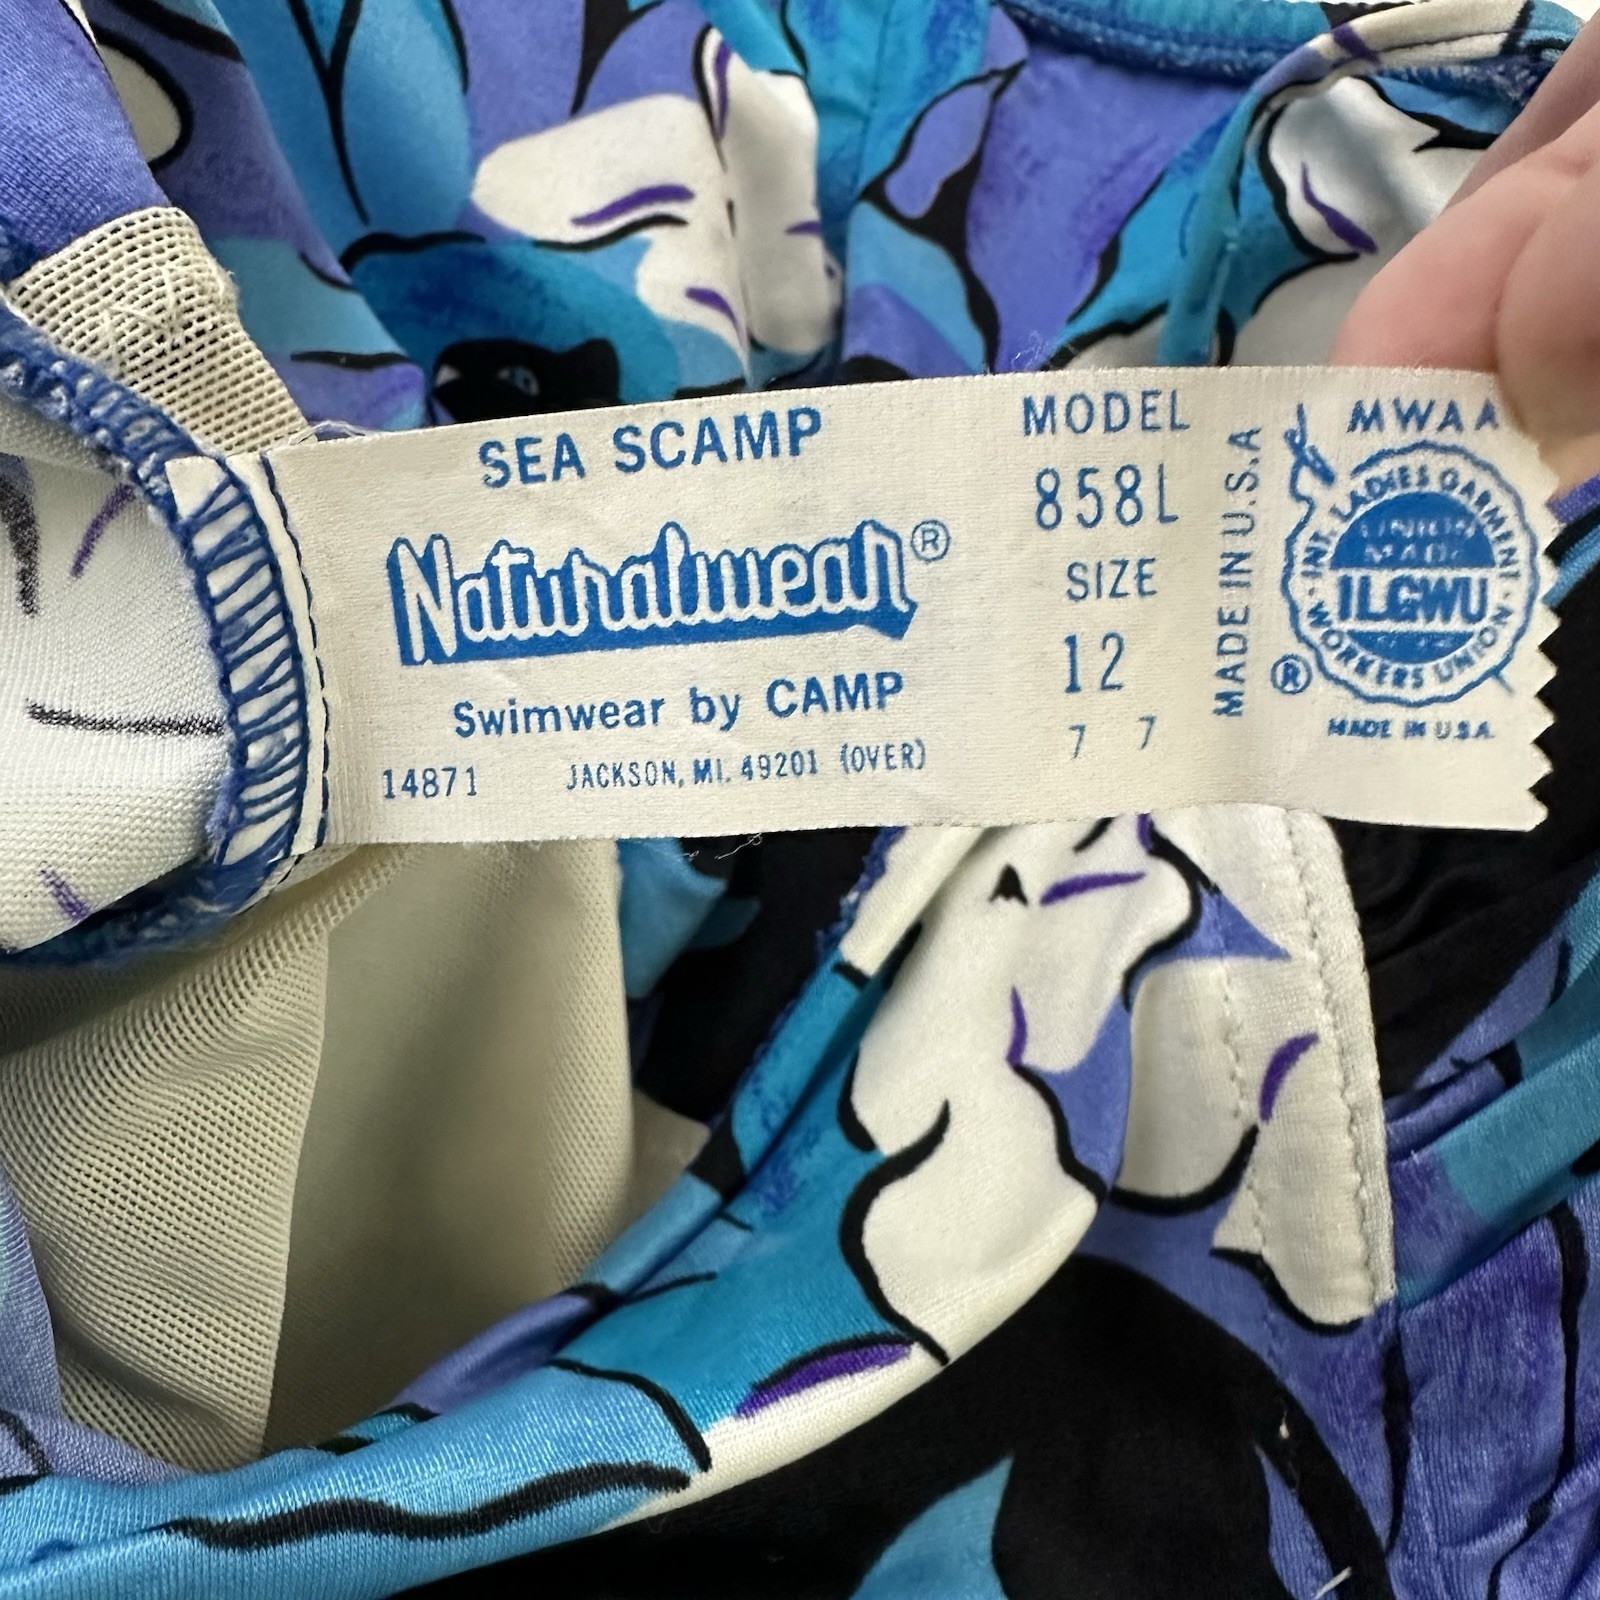 SEA SCAMP
Naturalwear®
Swimwear by CAMP
14871 JACKSON, MI. 49201 (OVER)
MODEL
858L
SIZE
12
7 7
MADE IN U.S.A
MWAA
INT. LADIES GARMENT
UNION
MADE
ILGWU
WORKERS UNION
®
MADE IN U.S.A.